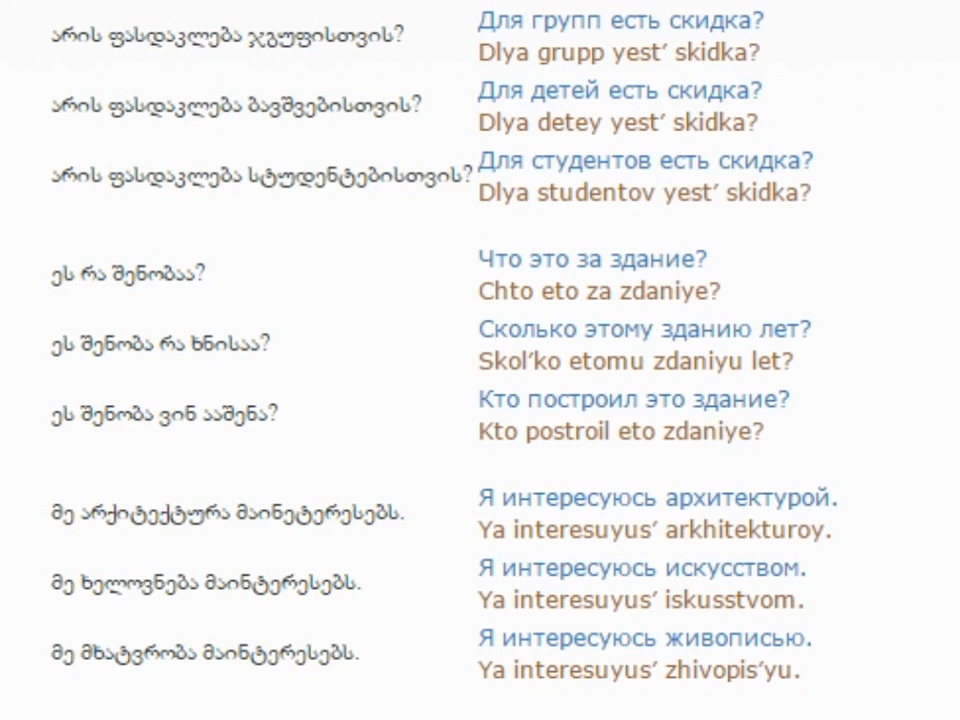 არის ფასდაკლება ჯგუფისთვის?
Для групп есть скидка?
Dlya grupp yest’ skidka?
არის ფასდაკლება ბავშვებისთვის?
Для детей есть скидка?
Dlya detey yest’ skidka?
არის ფასდაკლება სტუდენტებისთვის?
Для студентов есть скидка?
Dlya studentov yest’ skidka?
ეს რა შენობაა?
Что это за здание?
Chto eto za zdaniye?
ეს შენობა რა ხნისაა?
Сколько этому зданию лет?
Skol’ko etomu zdaniyu let?
ეს შენობა ვინ ააშენა?
Кто построил это здание?
Kto postroil eto zdaniye?
მე არქიტექტურა მაინეტერესებს.
Я интересуюсь архитектурой.
Ya interesuyus’ arkhitekturoy.
მე ხელოვნება მაინტერესებს.
Я интересуюсь искусством.
Ya interesuyus’ iskusstvom.
მე მხატვრობა მაინტერესებს.
Я интересуюсь живописью.
Ya interesuyus’ zhivopis’yu.